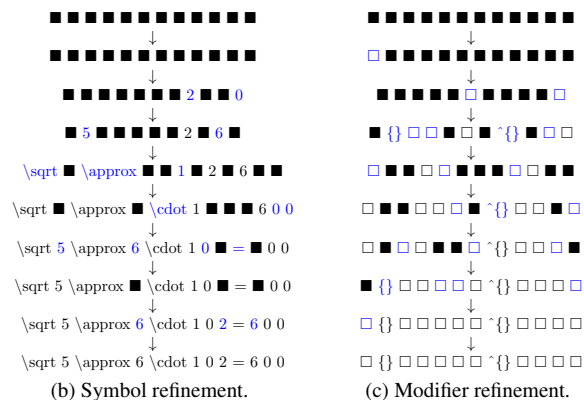 ■ ■ ■ ■ ■ ■ ■ ■ ■ ■ ■ ■
↓
■ ■ ■ ■ ■ ■ ■ ■ ■ ■ ■ ■
↓
■ ■ ■ ■ ■ ■ ■ 2 ■ ■ 0
↓
■ 5 ■ ■ ■ ■ ■ 2 ■ 6 ■
↓
\sqrt ■ \approx ■ ■ 1 ■ 2 ■ 6 ■ ■
↓
\sqrt ■ \approx ■ \cdot 1 ■ ■ ■ 6 0 0
↓
\sqrt 5 \approx 6 \cdot 1 0 ■ = ■ 0 0
↓
\sqrt 5 \approx ■ \cdot 1 0 ■ = ■ 0 0
↓
\sqrt 5 \approx 6 \cdot 1 0 2 = 6 0 0
↓
\sqrt 5 \approx 6 \cdot 1 0 2 = 6 0 0
(b) Symbol refinement.
■ ■ ■ ■ ■ ■ ■ ■ ■ ■ ■ ■
↓
□ ■ ■ ■ ■ ■ ■ ■ ■ ■ ■ ■
↓
■ ■ ■ ■ ■ □ ■ ■ ■ ■ □
↓
■ {} □ □ ■ □ ■ ^{} ■ □ □
↓
□ ■ ■ □ □ ■ ■ ■ □ □ ■ ■
↓
□ ■ ■ □ □ □ ■ ^{} □ □ ■ □
↓
□ ■ □ □ ■ ■ □ ^{} □ □ □ ■
↓
■ {} □ □ □ □ □ ^{} □ □ □ □
↓
□ {} □ □ □ □ □ ^{} □ □ □ □
↓
□ {} □ □ □ □ □ ^{} □ □ □ □
(c) Modifier refinement.